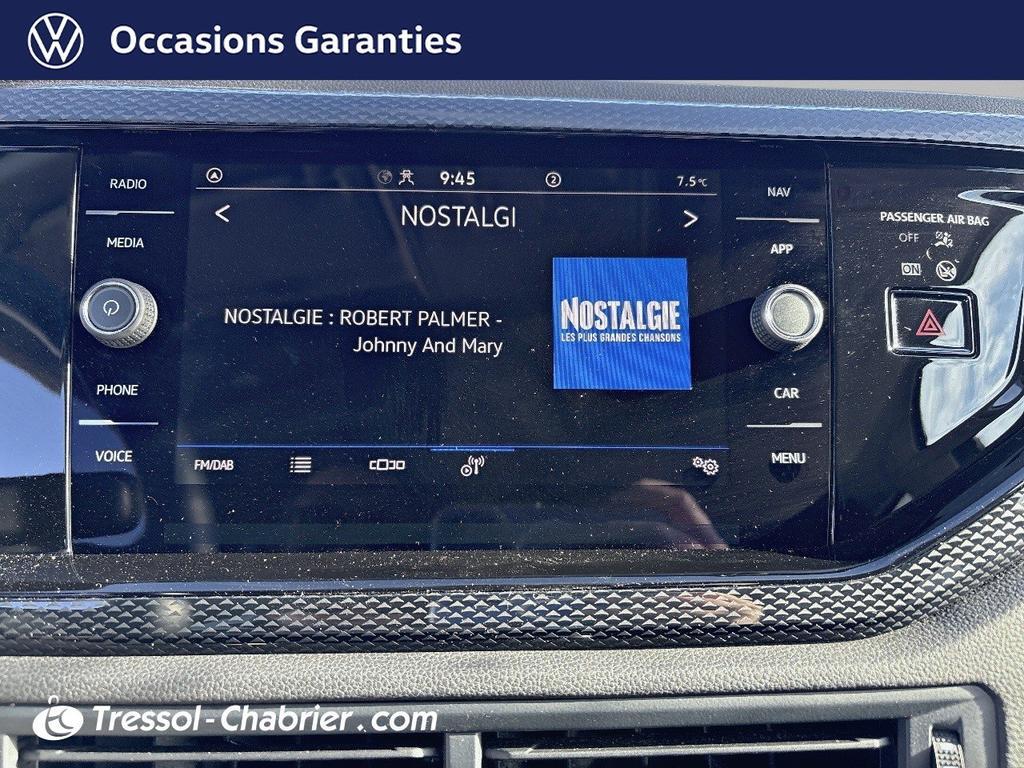 Occasions Garanties
RADIO
MEDIA
PHONE
VOICE
9:45
2
7.5°C
< NOSTALGI >
NOSTALGIE : ROBERT PALMER -
Johnny And Mary
NOSTALGIE
LES PLUS GRANDES CHANSONS
FM/DAB
NAV
APP
CAR
MENU
PASSENGER AIR BAG
OFF
ON
Tressol-Chabrier.com